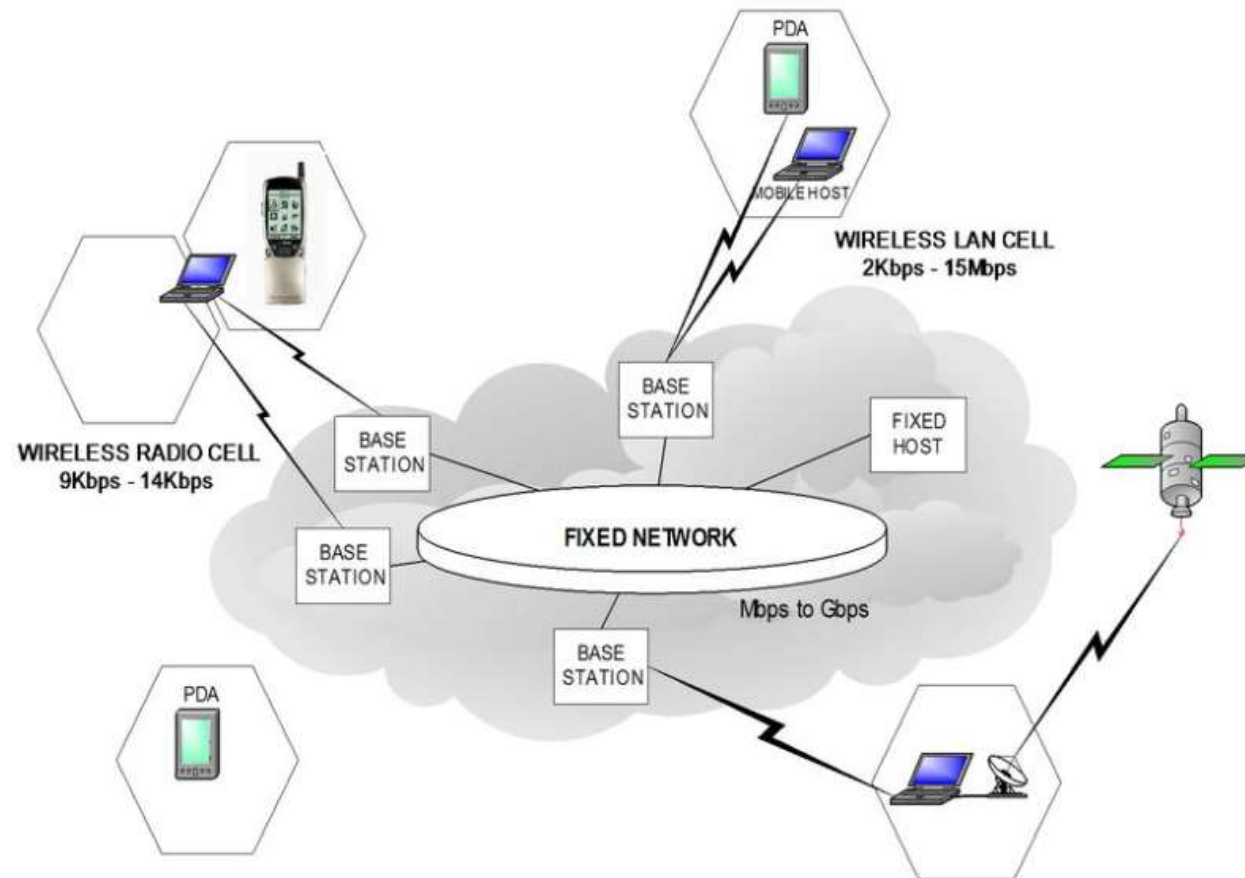 PDA
MOBILE HOST
WIRELESS LAN CELL
2Kbps - 15Mbps
BASE
STATION
FIXED
HOST
WIRELESS RADIO CELL
9Kbps - 14Kbps
BASE
STATION
FIXED NETWORK
BASE
STATION
Mbps to Gbps
BASE
STATION
PDA